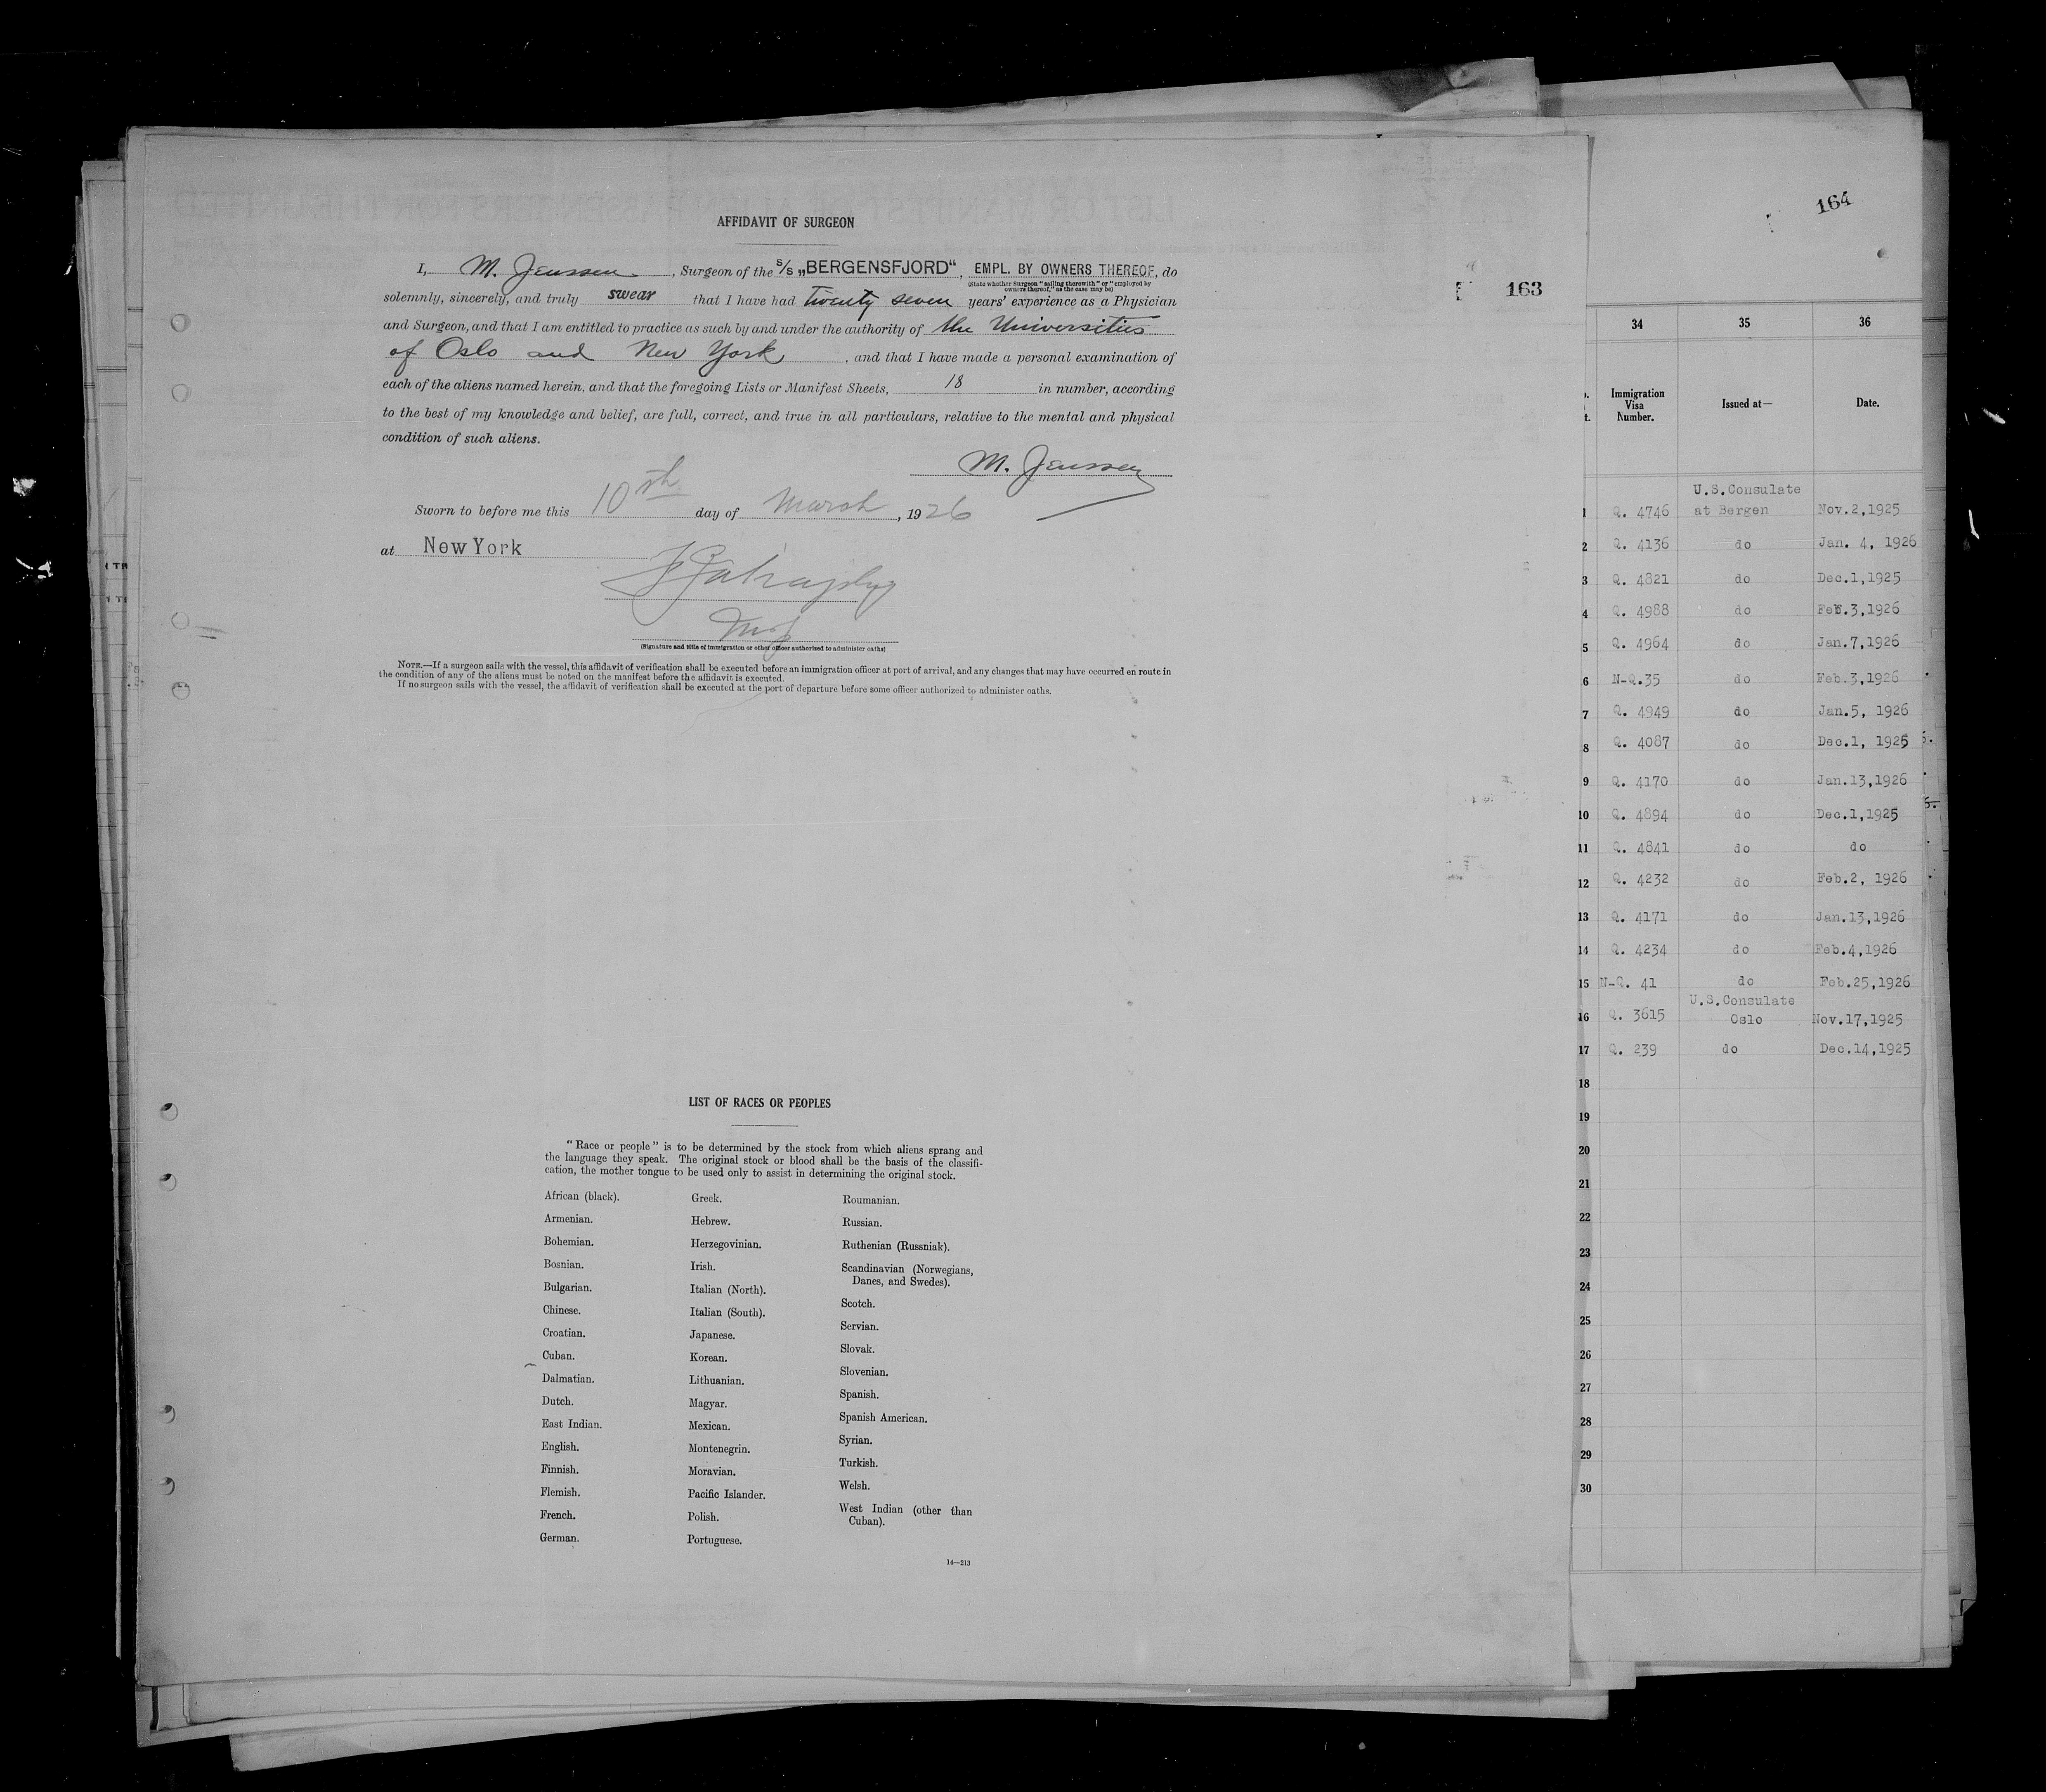 AFFIDAVIT OF SURGEON
I, M. Jenssen, Surgeon of the S/S „BERGENSFJORD“, EMPL. BY OWNERS THEREOF, do
(State whether Surgeon “sailing therewith” or “employed by
owners thereof,” as the case may be)
solemnly, sincerely, and truly swear that I have had twenty seven years' experience as a Physician
and Surgeon, and that I am entitled to practice as such by and under the authority of the Universities
of Oslo and New York, and that I have made a personal examination of
each of the aliens named herein, and that the foregoing Lists or Manifest Sheets, 18 in number, according
to the best of my knowledge and belief, are full, correct, and true in all particulars, relative to the mental and physical
condition of such aliens.
M. Jenssen
Sworn to before me this 10th day of March, 1926
at New York
(Signature and title of immigration or other officer authorized to administer oaths)
NOTE.—If a surgeon sails with the vessel, this affidavit of verification shall be executed before an immigration officer at port of arrival, and any changes that may have occurred en route in
the condition of any of the aliens must be noted on the manifest before the affidavit is executed.
If no surgeon sails with the vessel, the affidavit of verification shall be executed at the port of departure before some officer authorized to administer oaths.
163
LIST OF RACES OR PEOPLES
“Race or people” is to be determined by the stock from which aliens sprang and
the language they speak. The original stock or blood shall be the basis of the classifi-
cation, the mother tongue to be used only to assist in determining the original stock.
African (black).
Armenian.
Bohemian.
Bosnian.
Bulgarian.
Chinese.
Croatian.
Cuban.
Dalmatian.
Dutch.
East Indian.
English.
Finnish.
Flemish.
French.
German.
Greek.
Hebrew.
Herzegovinian.
Irish.
Italian (North).
Italian (South).
Japanese.
Korean.
Lithuanian.
Magyar.
Mexican.
Montenegrin.
Moravian.
Pacific Islander.
Polish.
Portuguese.
Roumanian.
Russian.
Ruthenian (Russniak).
Scandinavian (Norwegians,
Danes, and Swedes).
Scotch.
Servian.
Slovak.
Slovenian.
Spanish.
Spanish American.
Syrian.
Turkish.
Welsh.
West Indian (other than
Cuban).
14—213
164
34 35 36
Immigration
Visa
Number. Issued at— Date.
U.S.Consulate
1 Q. 4746 at Bergen Nov.2,1925
2 Q. 4136 do Jan. 4, 1926
3 Q. 4821 do Dec.1,1925
4 Q. 4988 do Feb.3,1926
5 Q. 4964 do Jan.7,1926
6 N-Q.35 do Feb.3,1926
7 Q. 4949 do Jan.5, 1926
8 Q. 4087 do Dec.1, 1925
9 Q. 4170 do Jan.13,1926
10 Q. 4894 do Dec.1,1925
11 Q. 4841 do do
12 Q. 4232 do Feb.2, 1926
13 Q. 4171 do Jan.13,1926
14 Q. 4234 do Feb.4,1926
15 N-Q. 41 do Feb.25,1926
U.S.Consulate
16 Q. 3615 Oslo Nov.17,1925
17 Q. 239 do Dec.14,1925
18
19
20
21
22
23
24
25
26
27
28
29
30